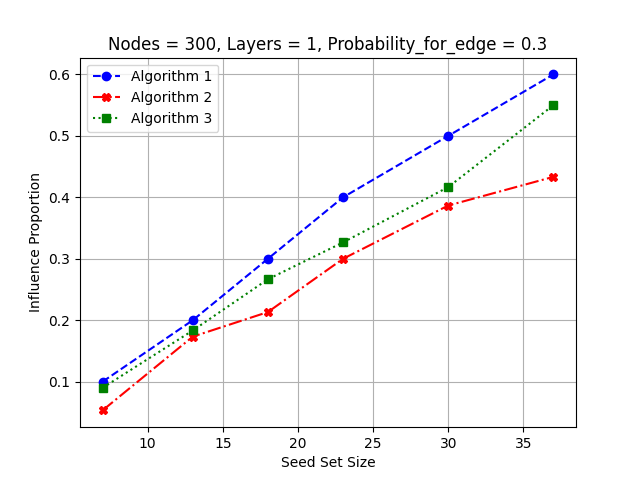 Nodes = 300, Layers = 1, Probability_for_edge = 0.3
Algorithm 1
Algorithm 2
Algorithm 3
0.6
0.5
0.4
0.3
0.2
0.1
Influence Proportion
10 15 20 25 30 35
Seed Set Size